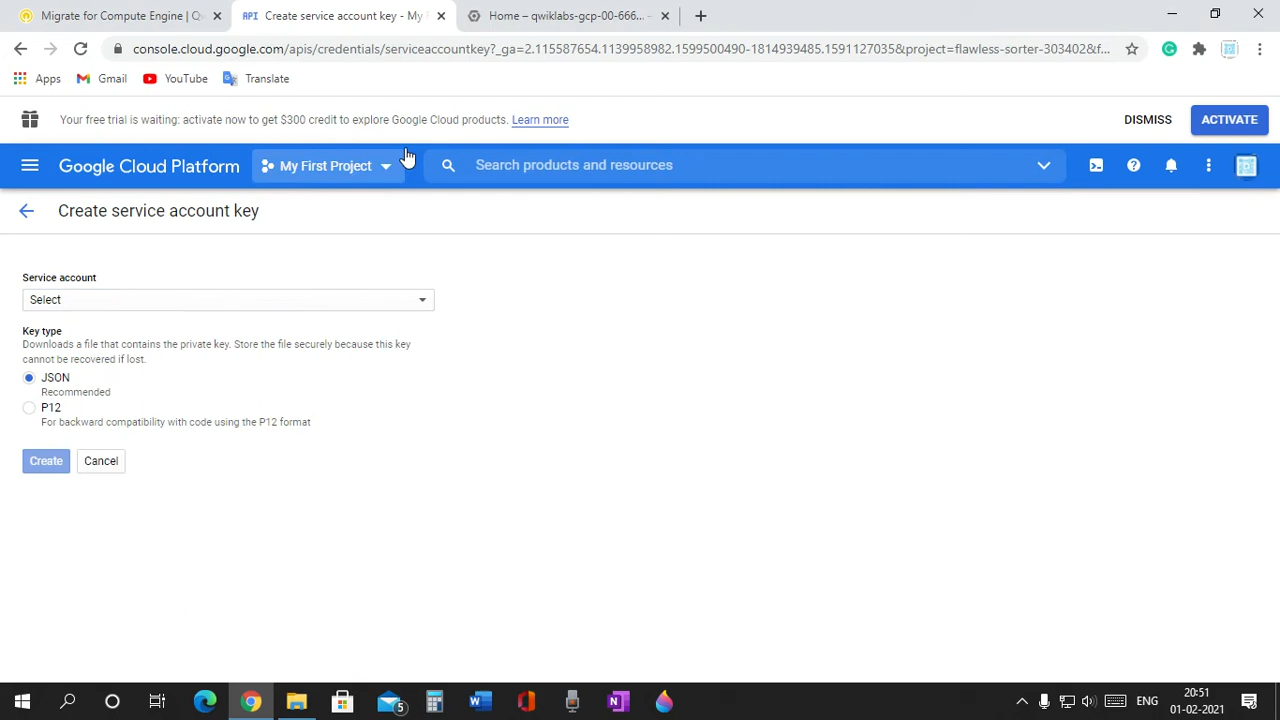 Migrate for Compute Engine | Qw
Create service account key - My F
Home – qwiklabs-gcp-00-666...
console.cloud.google.com/apis/credentials/serviceaccountkey?_ga=2.115587654.1139958982.1599500490-1814939485.1591127035&project=flawless-sorter-303402&f...
Apps
Gmail
YouTube
Translate
Your free trial is waiting: activate now to get $300 credit to explore Google Cloud products. Learn more
DISMISS
ACTIVATE
Google Cloud Platform
My First Project
Search products and resources
Create service account key
Service account
Select
Key type
Downloads a file that contains the private key. Store the file securely because this key
cannot be recovered if lost.
JSON
Recommended
P12
For backward compatibility with code using the P12 format
Create
Cancel
5
ENG
20:51
01-02-2021